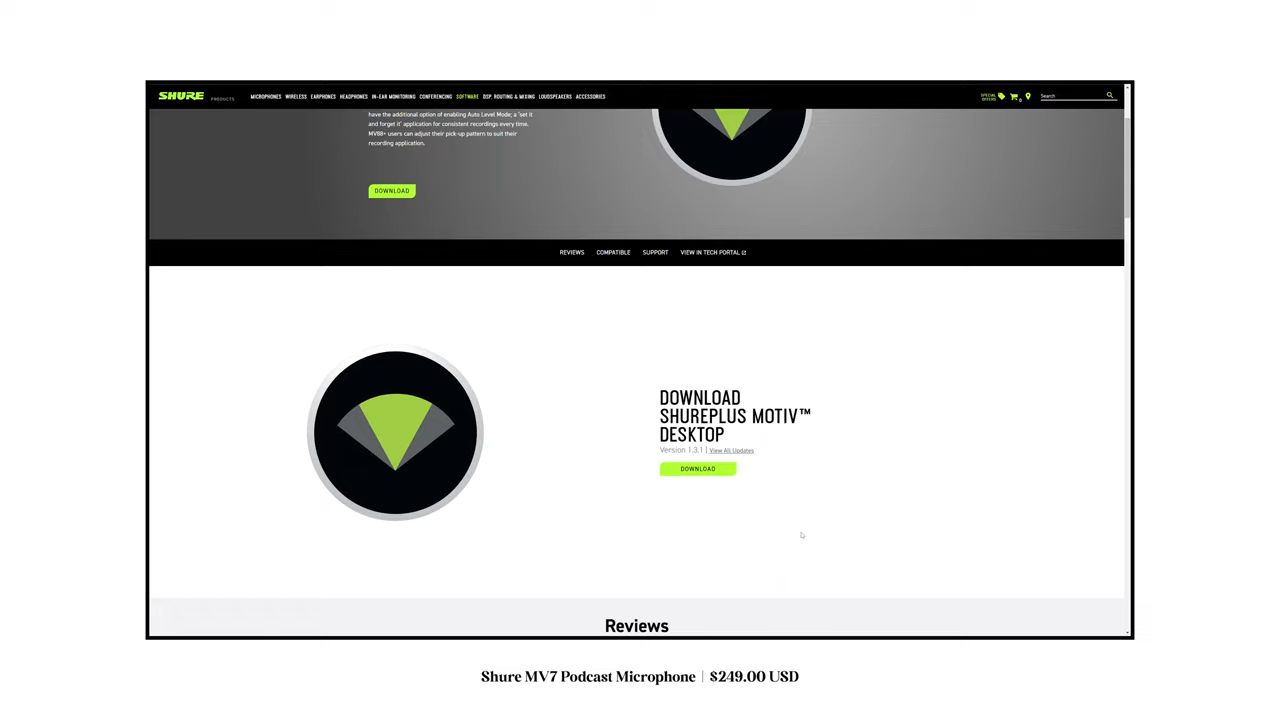 SHURE
PRODUCTS
MICROPHONES WIRELESS EARPHONES HEADPHONES IN-EAR MONITORING CONFERENCING SOFTWARE DSP, ROUTING & MIXING LOUDSPEAKERS ACCESSORIES
SPECIAL
OFFERS
0
Search
have the additional option of enabling Auto Level Mode; a 'set it
and forget it' application for consistent recordings every time.
MV88+ users can adjust their pick-up pattern to suit their
recording application.
DOWNLOAD
REVIEWS COMPATIBLE SUPPORT VIEW IN TECH PORTAL
DOWNLOAD
SHUREPLUS MOTIV™
DESKTOP
Version 1.3.1 | View All Updates
DOWNLOAD
Reviews
Shure MV7 Podcast Microphone | $249.00 USD